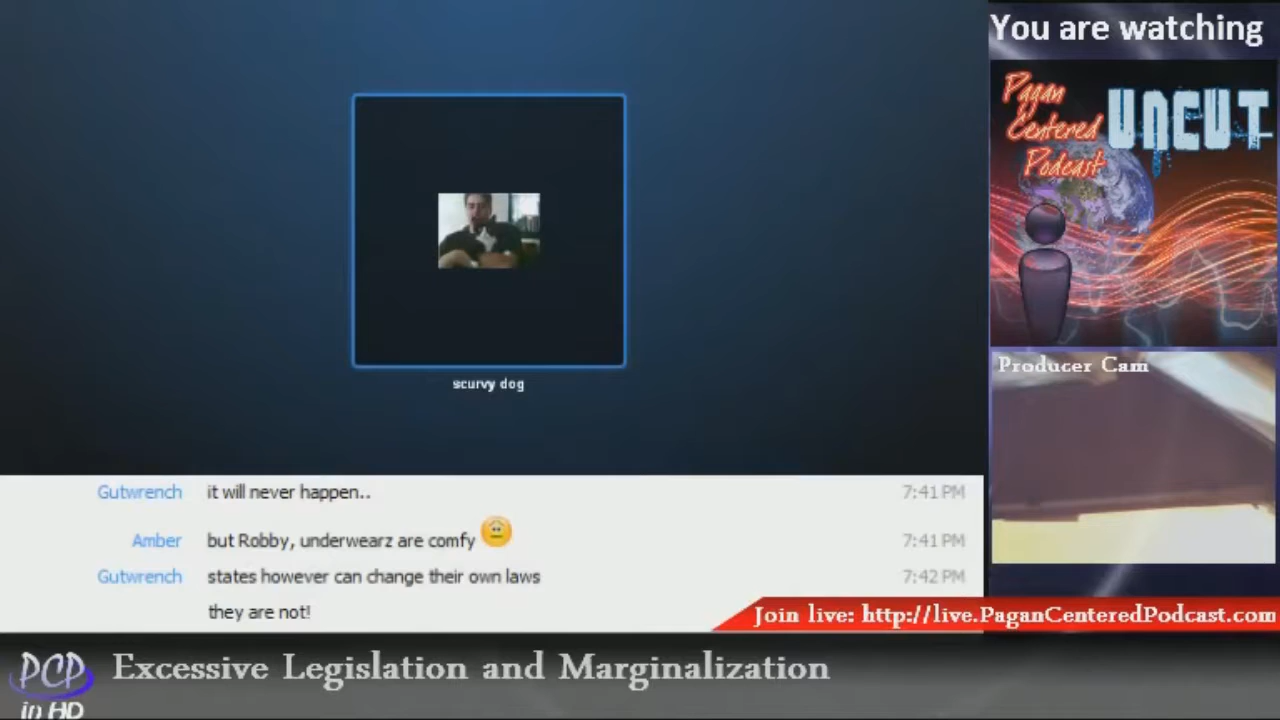 You are watching
Pagan
Centered
Podcast
UNCUT
scurvy dog
Producer Cam
Gutwrench it will never happen.. 7:41 PM
Amber but Robby, underwearz are comfy 7:41 PM
Gutwrench states however can change their own laws 7:42 PM
they are not!
Join live: http://live.PaganCenteredPodcast.com
PCP
in HD
Excessive Legislation and Marginalization